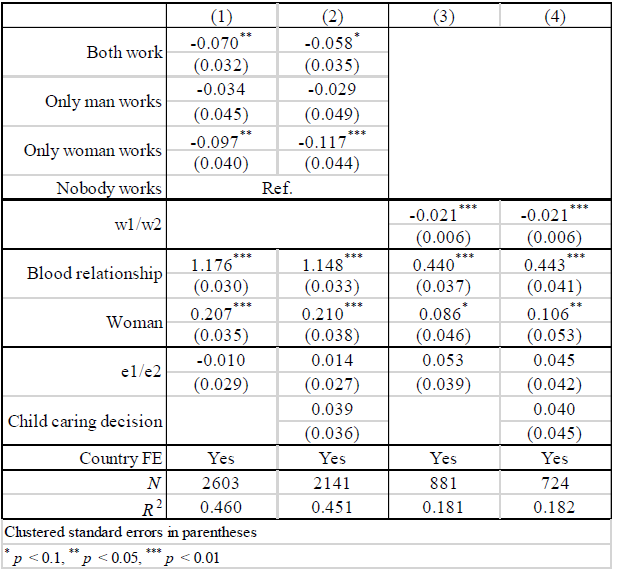 (1) (2) (3) (4)
Both work -0.070** -0.058*
(0.032) (0.035)
Only man works -0.034 -0.029
(0.045) (0.049)
Only woman works -0.097** -0.117***
(0.040) (0.044)
Nobody works Ref.
w1/w2 -0.021*** -0.021***
(0.006) (0.006)
Blood relationship 1.176*** 1.148*** 0.440*** 0.443***
(0.030) (0.033) (0.037) (0.041)
Woman 0.207*** 0.210*** 0.086* 0.106**
(0.035) (0.038) (0.046) (0.053)
e1/e2 -0.010 0.014 0.053 0.045
(0.029) (0.027) (0.039) (0.042)
Child caring decision 0.039 0.040
(0.036) (0.045)
Country FE Yes Yes Yes Yes
N 2603 2141 881 724
R² 0.460 0.451 0.181 0.182
Clustered standard errors in parentheses
* p < 0.1, ** p < 0.05, *** p < 0.01